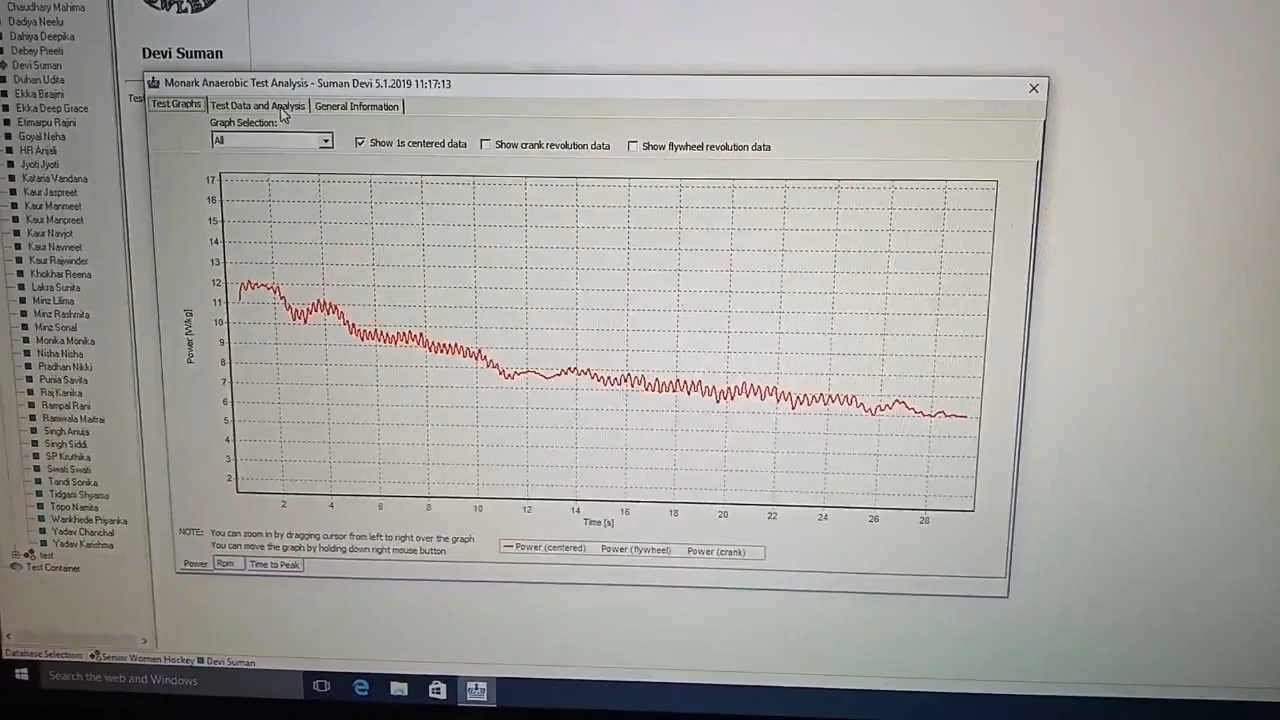 Chaudhary Mahima
Dadiya Neelu
Dahiya Deepika
Debey Preeti
Devi Suman
Duhan Udita
Ekka Birajini
Ekka Deep Grace
Etimarpu Rajini
Goyal Neha
HR Anjali
Jyoti Jyoti
Kataria Vandana
Kaur Jaspreet
Kaur Manmeet
Kaur Manpreet
Kaur Navjot
Kaur Navneet
Kaur Rajwinder
Khokhar Reena
Lakra Sunita
Minz Lilima
Minz Rashmita
Minz Sonal
Monika Monika
Nisha Nisha
Pradhan Nikki
Punia Savita
Raj Kanika
Rampal Rani
Ramwala Maitrai
Singh Anuja
Singh Siddi
SP Kruthika
Swati Swati
Tandi Sonika
Tidgam Shyama
Topo Namita
Wankhede Priyanka
Yadav Chanchal
Yadav Karishma
test
Test Container
Devi Suman
Monark Anaerobic Test Analysis - Suman Devi 5.1.2019 11:17:13
Test Graphs Test Data and Analysis General Information
Graph Selection:
All Show 1s centered data Show crank revolution data Show flywheel revolution data
17
16
15
14
13
12
11
10
9
8
7
6
5
4
3
2
Power [W/kg]
2 4 6 8 10 12 14 16 18 20 22 24 26 28
Time [s]
NOTE: You can zoom in by dragging cursor from left to right over the graph
You can move the graph by holding down right mouse button
Power (centered) Power (flywheel) Power (crank)
Power Rpm Time to Peak
Database Selection: Senior Women Hockey Devi Suman
Search the web and Windows